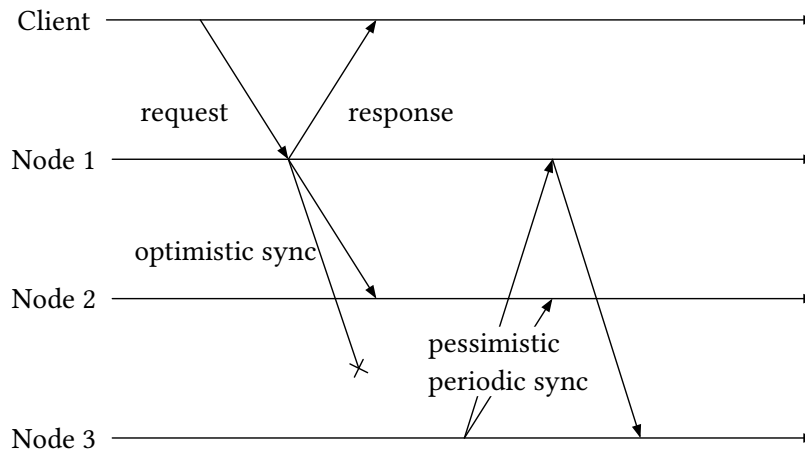 Client
request
response
Node 1
optimistic sync
Node 2
pessimistic
periodic sync
Node 3